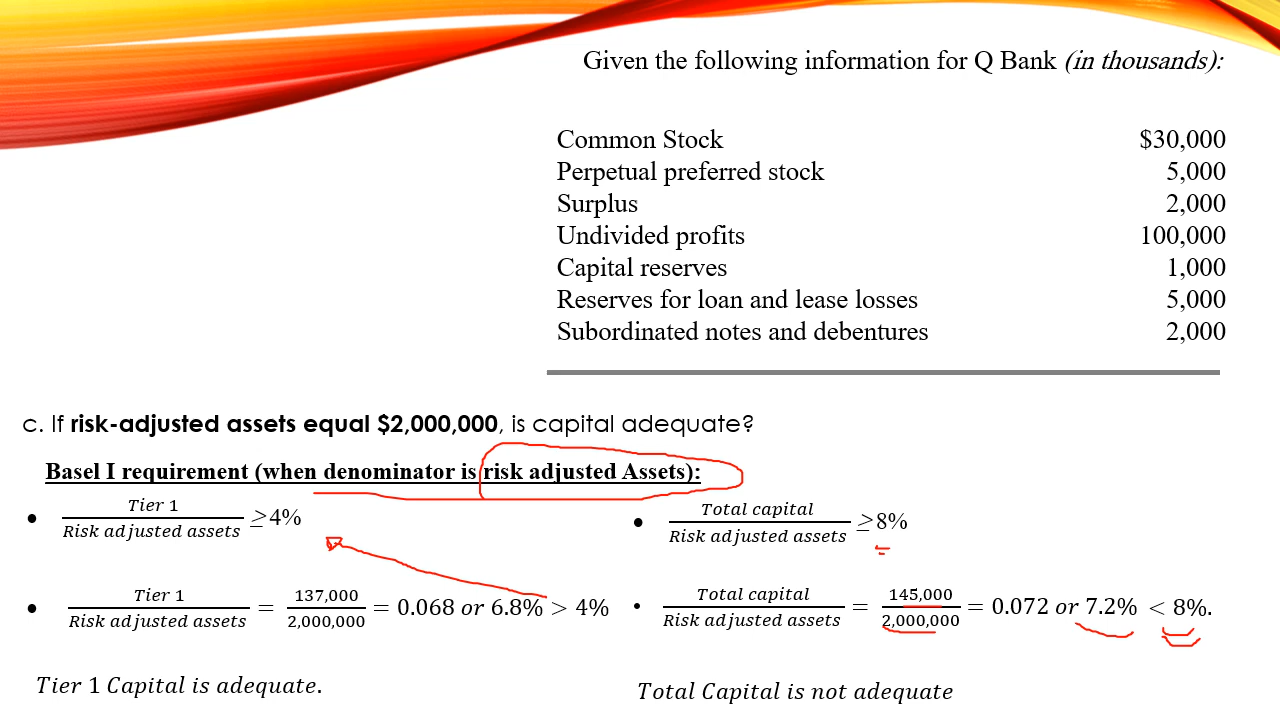 Given the following information for Q Bank (in thousands):
Common Stock $30,000
Perpetual preferred stock 5,000
Surplus 2,000
Undivided profits 100,000
Capital reserves 1,000
Reserves for loan and lease losses 5,000
Subordinated notes and debentures 2,000
c. If risk-adjusted assets equal $2,000,000, is capital adequate?
Basel I requirement (when denominator is risk adjusted Assets):
• Tier 1 / Risk adjusted assets ≥4%
• Total capital / Risk adjusted assets ≥8%
• Tier 1 / Risk adjusted assets = 137,000 / 2,000,000 = 0.068 or 6.8% > 4%
• Total capital / Risk adjusted assets = 145,000 / 2,000,000 = 0.072 or 7.2% < 8%.
Tier 1 Capital is adequate.
Total Capital is not adequate